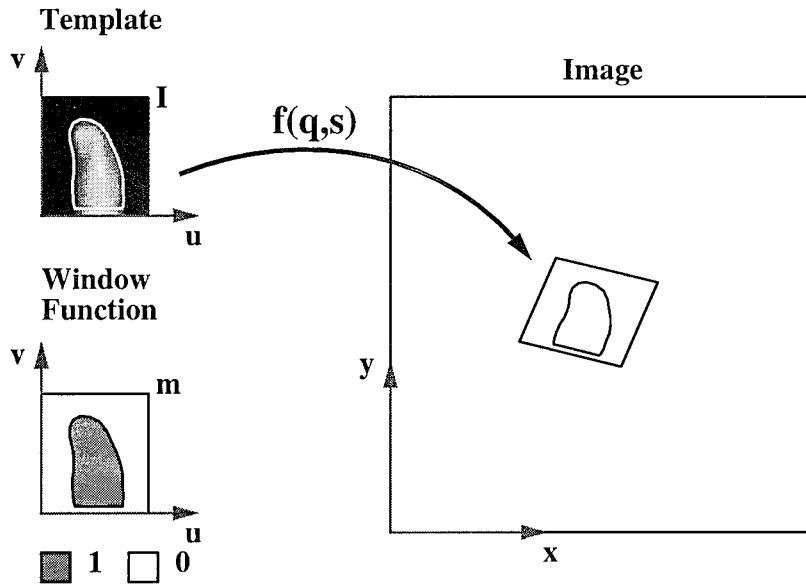 Template
v
I
u
f(q,s)
Image
Window
Function
v
m
u
1 0
y
x